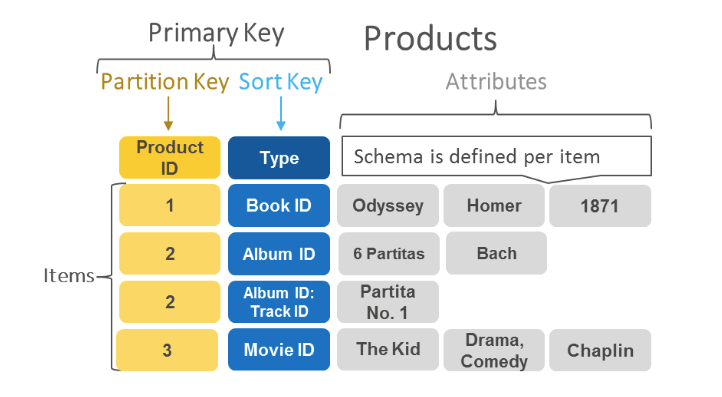 Primary Key
Products
Partition Key
Sort Key
Attributes
Product
ID
Type
Schema is defined per item
Items
1
Book ID
Odyssey
Homer
1871
2
Album ID
6 Partitas
Bach
2
Album ID:
Track ID
Partita
No. 1
3
Movie ID
The Kid
Drama,
Comedy
Chaplin